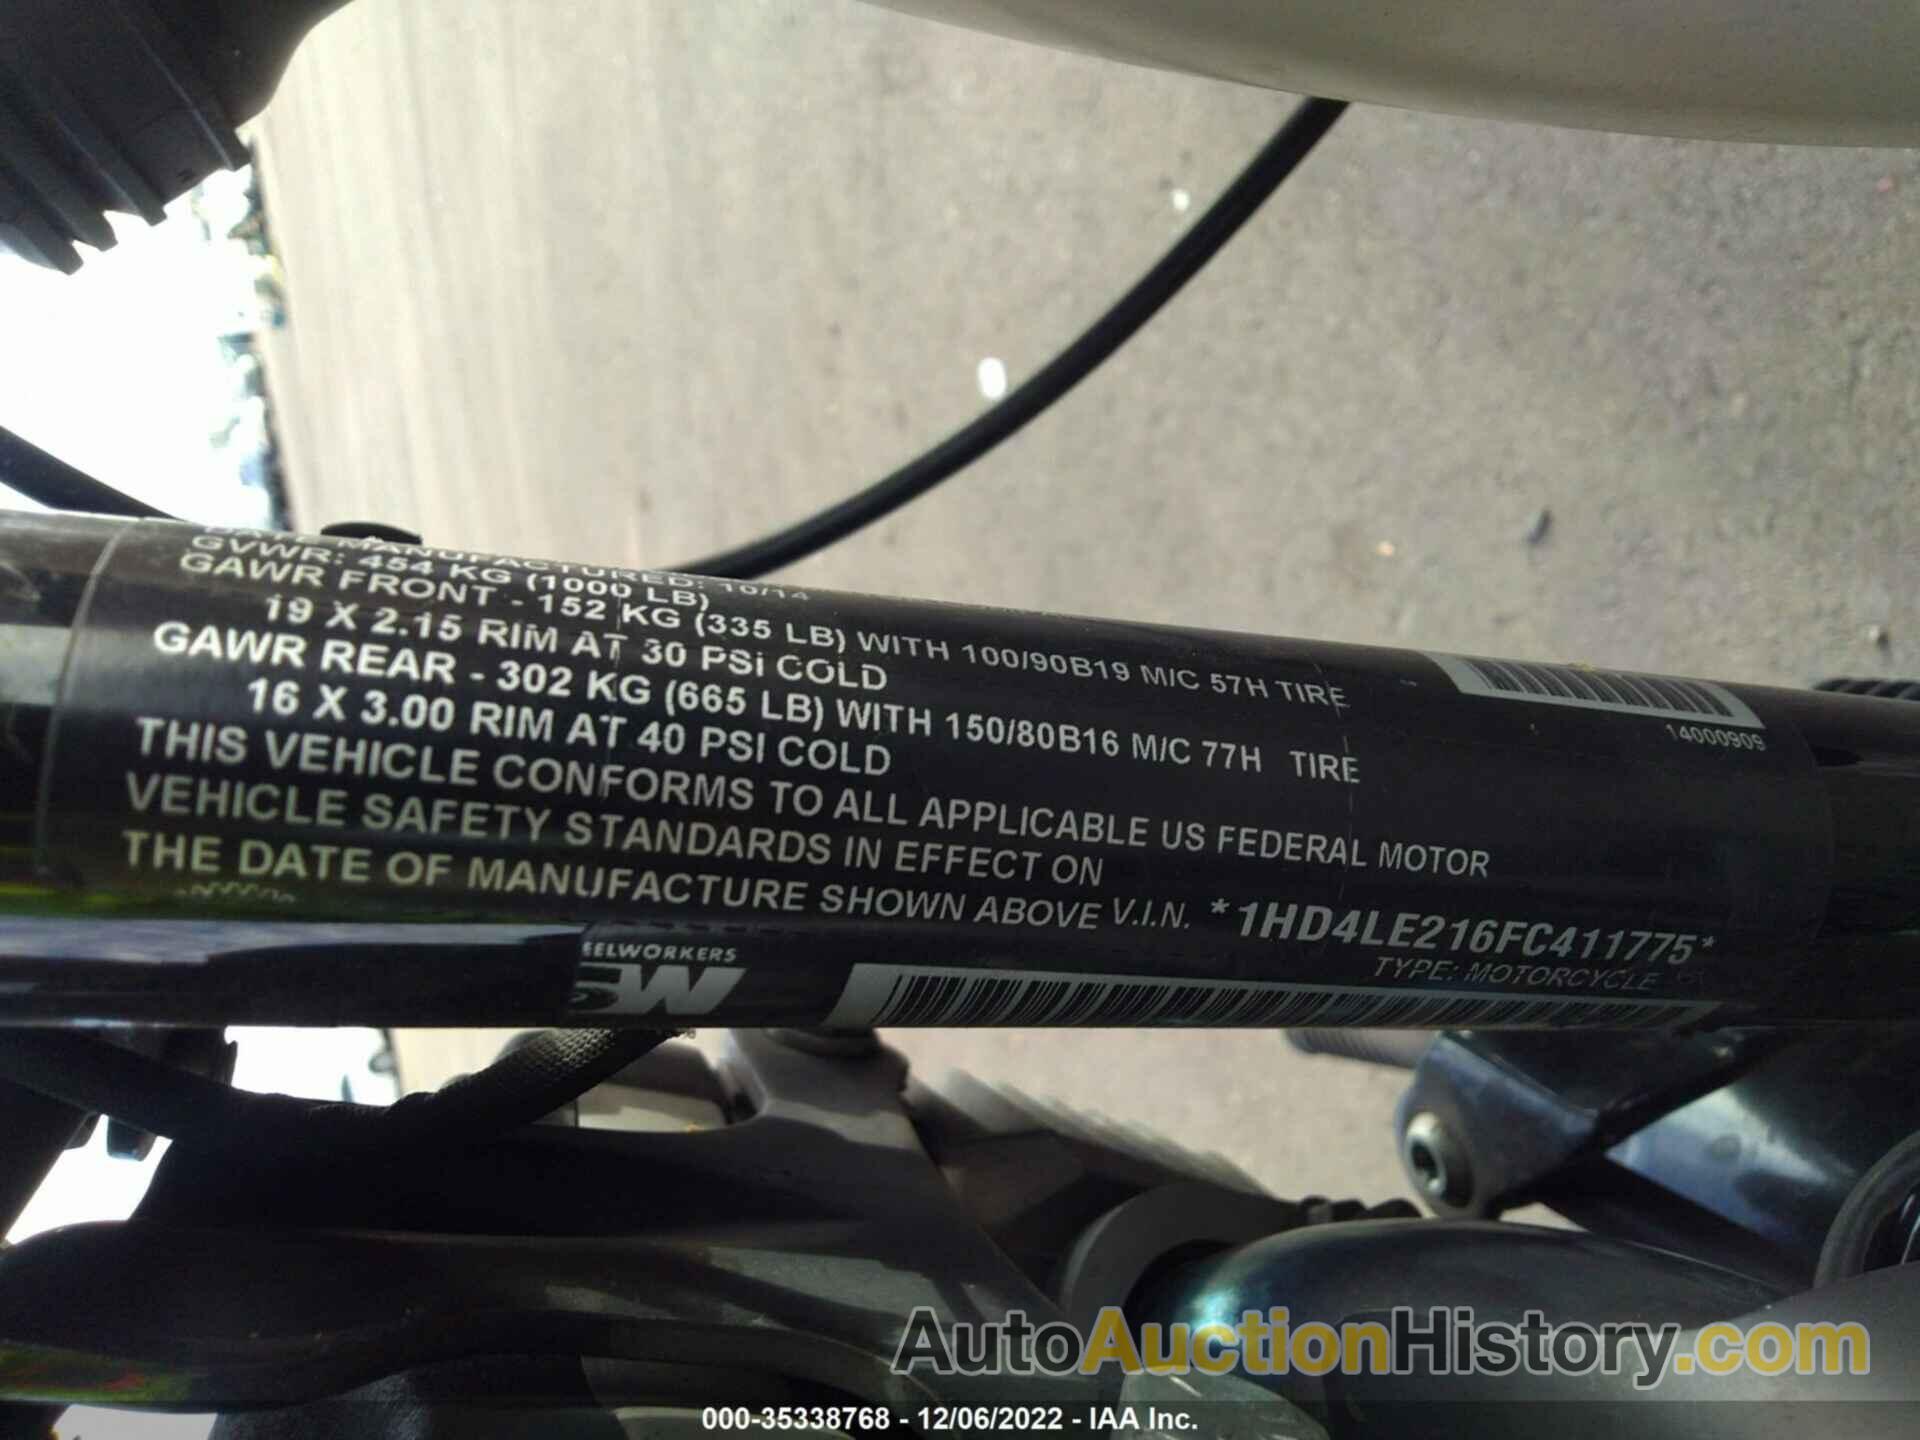 DATE MANUFACTURED: 10/14
GVWR: 454 KG (1000 LB)
GAWR FRONT - 152 KG (335 LB) WITH 100/90B19 M/C 57H TIRE
19 X 2.15 RIM AT 30 PSI COLD
GAWR REAR - 302 KG (665 LB) WITH 150/80B16 M/C 77H TIRE
16 X 3.00 RIM AT 40 PSI COLD
THIS VEHICLE CONFORMS TO ALL APPLICABLE US FEDERAL MOTOR
VEHICLE SAFETY STANDARDS IN EFFECT ON
THE DATE OF MANUFACTURE SHOWN ABOVE V.I.N. *1HD4LE216FC411775*
TYPE: MOTORCYCLE
14000909
AutoAuctionHistory.com
000-35338768 - 12/06/2022 - IAA Inc.